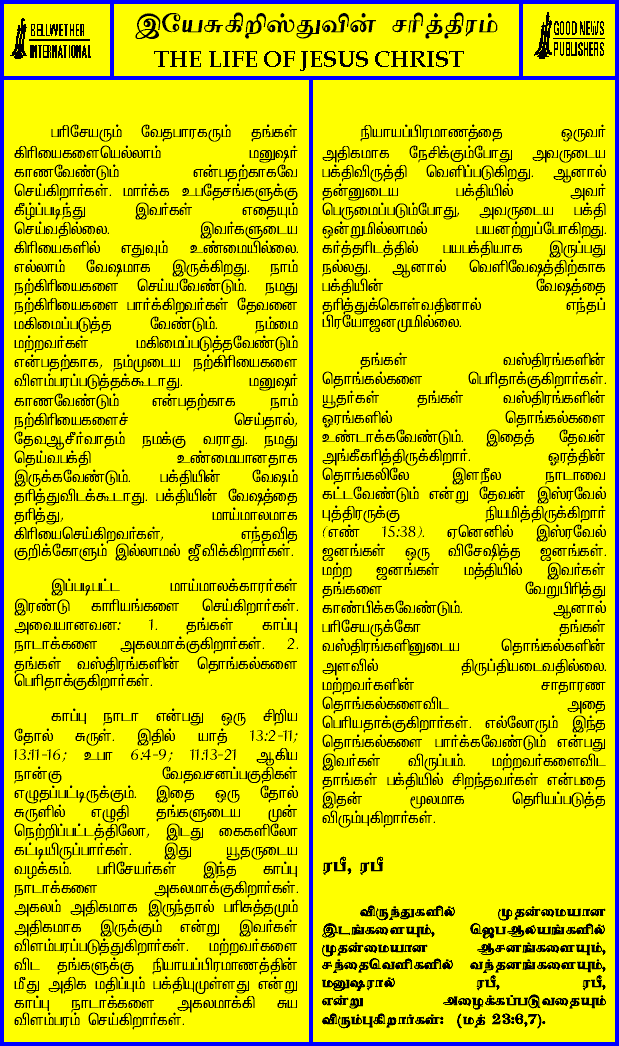 BELLWETHER
INTERNATIONAL
இயேசுகிறிஸ்துவின் சரித்திரம்
THE LIFE OF JESUS CHRIST
GOOD NEWS
PUBLISHERS
பரிசேயரும் வேதபாரகரும் தங்கள்
கிரியைகளையெல்லாம் மனுஷர்
காணவேண்டும் என்பதற்காகவே
செய்கிறார்கள். மார்க்க உபதேசங்களுக்கு
கீழ்ப்படிந்து இவர்கள் எதையும்
செய்வதில்லை. இவர்களுடைய
கிரியைகளில் எதுவும் உண்மையில்லை.
எல்லாம் வேஷமாக இருக்கிறது. நாம்
நற்கிரியைகளை செய்யவேண்டும். நமது
நற்கிரியைகளை பார்க்கிறவர்கள் தேவனை
மகிமைப்படுத்த வேண்டும். நம்மை
மற்றவர்கள் மகிமைப்படுத்தவேண்டும்
என்பதற்காக, நம்முடைய நற்கிரியைகளை
விளம்பரப்படுத்தக்கூடாது. மனுஷர்
காணவேண்டும் என்பதற்காக நாம்
நற்கிரியைகளைச் செய்தால்,
தேவஆசீர்வாதம் நமக்கு வராது. நமது
தெய்வபக்தி உண்மையானதாக
இருக்கவேண்டும். பக்தியின் வேஷம்
தரித்துவிடக்கூடாது. பக்தியின் வேஷத்தை
தரித்து, மாய்மாலமாக
கிரியைசெய்கிறவர்கள், எந்தவித
குறிக்கோளும் இல்லாமல் ஜீவிக்கிறார்கள்.
இப்படிபட்ட மாய்மாலக்காரர்கள்
இரண்டு காரியங்களை செய்கிறார்கள்.
அவையானவன: 1. தங்கள் காப்பு
நாடாக்களை அகலமாக்குகிறார்கள். 2.
தங்கள் வஸ்திரங்களின் தொங்கல்களை
பெரிதாக்குகிறார்கள்.
காப்பு நாடா என்பது ஒரு சிறிய
தோல் சுருள். இதில் யாத் 13:2-11;
13:11-16; உபா 6:4-9; 11:13-21 ஆகிய
நான்கு வேதவசனப்பகுதிகள்
எழுதப்பட்டிருக்கும். இதை ஒரு தோல்
சுருளில் எழுதி தங்களுடைய முன்
நெற்றிப்பட்டத்திலோ, இடது கைகளிலோ
கட்டியிருப்பார்கள். இது யூதருடைய
வழக்கம். பரிசேயர்கள் இந்த காப்பு
நாடாக்களை அகலமாக்குகிறார்கள்.
அகலம் அதிகமாக இருந்தால் பரிசுத்தமும்
அதிகமாக இருக்கும் என்று இவர்கள்
விளம்பரப்படுத்துகிறார்கள். மற்றவர்களை
விட தங்களுக்கு நியாயப்பிரமாணத்தின்
மீது அதிக மதிப்பும் பக்தியுமுள்ளது என்று
காப்பு நாடாக்களை அகலமாக்கி சுய
விளம்பரம் செய்கிறார்கள்.
நியாயப்பிரமாணத்தை ஒருவர்
அதிகமாக நேசிக்கும்போது அவருடைய
பக்திவிருத்தி வெளிப்படுகிறது. ஆனால்
தன்னுடைய பக்தியில் அவர்
பெருமைப்படும்போது, அவருடைய பக்தி
ஒன்றுமில்லாமல் பயனற்றுப்போகிறது.
கர்த்தரிடத்தில் பயபக்தியாக இருப்பது
நல்லது. ஆனால் வெளிவேஷத்திற்காக
பக்தியின் வேஷத்தை
தரித்துக்கொள்வதினால் எந்தப்
பிரயோஜனமுமில்லை.
தங்கள் வஸ்திரங்களின்
தொங்கல்களை பெரிதாக்குகிறார்கள்.
யூதர்கள் தங்கள் வஸ்திரங்களின்
ஓரங்களில் தொங்கல்களை
உண்டாக்கவேண்டும். இதைத் தேவன்
அங்கீகரித்திருக்கிறார். ஓரத்தின்
தொங்கலிலே இளநீல நாடாவை
கட்டவேண்டும் என்று தேவன் இஸ்ரவேல்
புத்திரருக்கு நியமித்திருக்கிறார்
(எண் 15:38). ஏனெனில் இஸ்ரவேல்
ஜனங்கள் ஒரு விசேஷித்த ஜனங்கள்.
மற்ற ஜனங்கள் மத்தியில் இவர்கள்
தங்களை வேறுபிரித்து
காண்பிக்கவேண்டும். ஆனால்
பரிசேயருக்கோ தங்கள்
வஸ்திரங்களினுடைய தொங்கல்களின்
அளவில் திருப்தியடைவதில்லை.
மற்றவர்களின் சாதாரண
தொங்கல்களைவிட அதை
பெரியதாக்குகிறார்கள். எல்லோரும் இந்த
தொங்கல்களை பார்க்கவேண்டும் என்பது
இவர்கள் விருப்பம். மற்றவர்களைவிட
தாங்கள் பக்தியில் சிறந்தவர்கள் என்பதை
இதன் மூலமாக தெரியப்படுத்த
விரும்புகிறார்கள்.
ரபீ, ரபீ
விருந்துகளில் முதன்மையான
இடங்களையும், ஜெபஆலயங்களில்
முதன்மையான ஆசனங்களையும்,
சந்தைவெளிகளில் வந்தனங்களையும்,
மனுஷரால் ரபீ, ரபீ,
என்று அழைக்கப்படுவதையும்
விரும்புகிறார்கள்: (மத் 23:6,7).